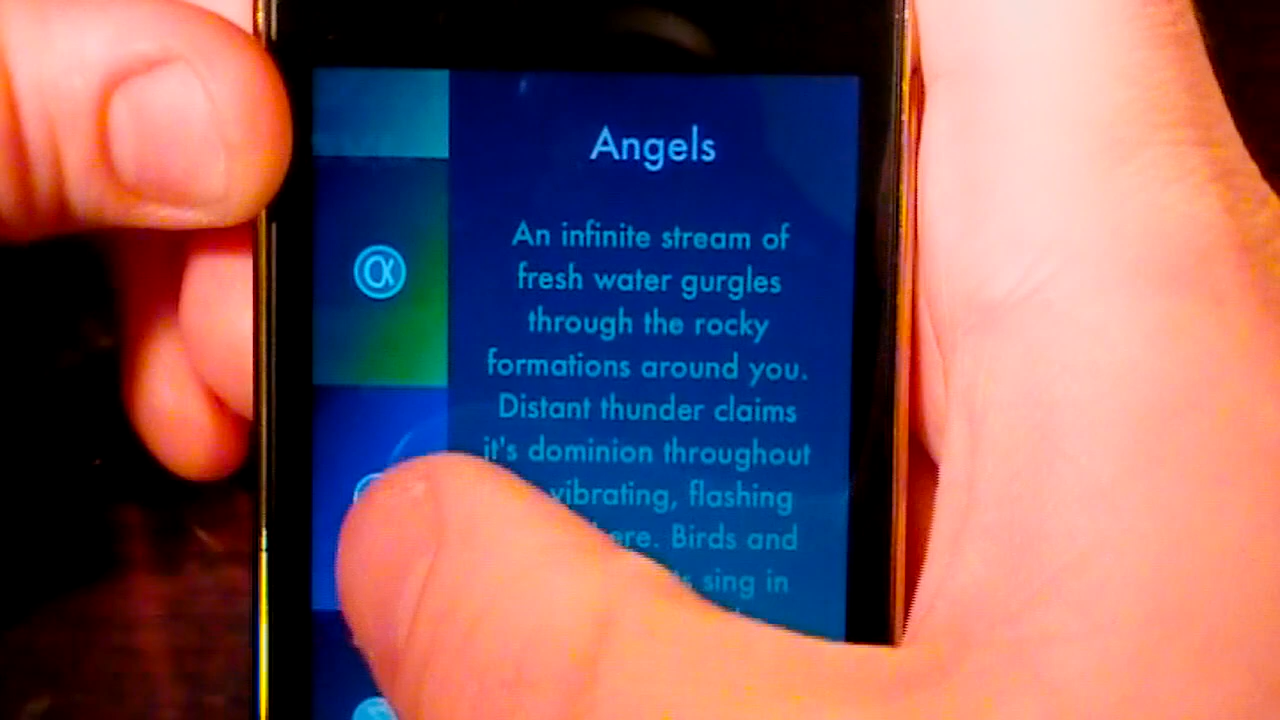 Angels
An infinite stream of
fresh water gurgles
through the rocky
formations around you.
Distant thunder claims
it's dominion throughout
vibrating, flashing
Birds and
sing in